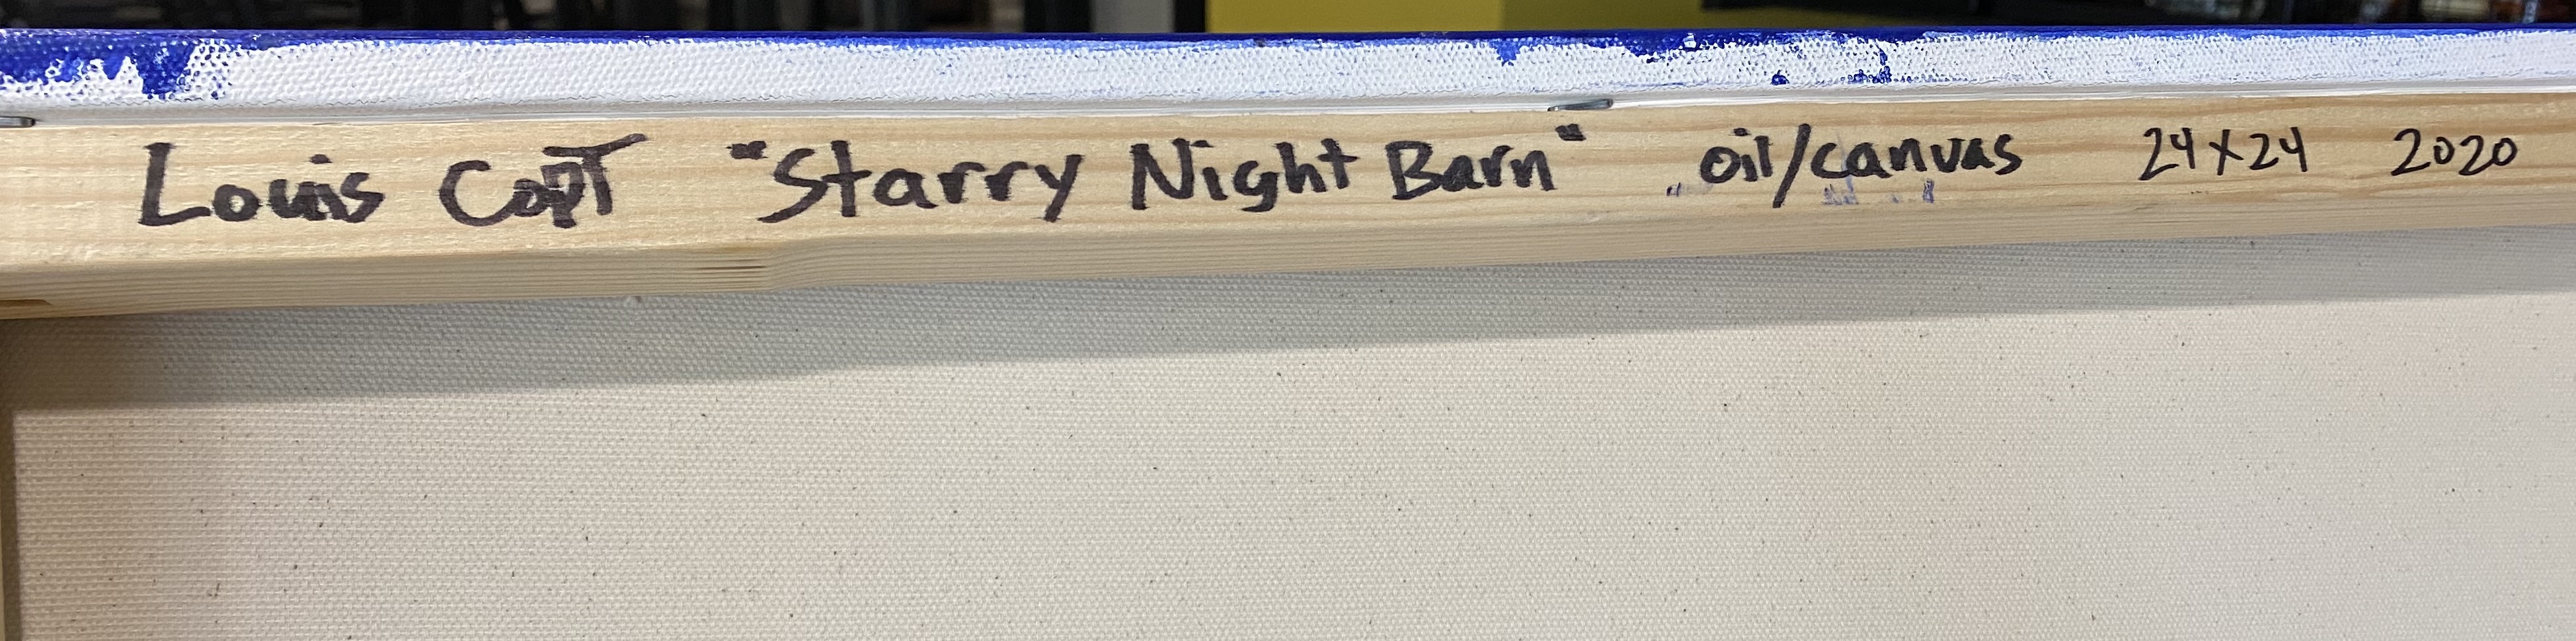 Louis Copt "Starry Night Barn" oil/canvas 24x24 2020